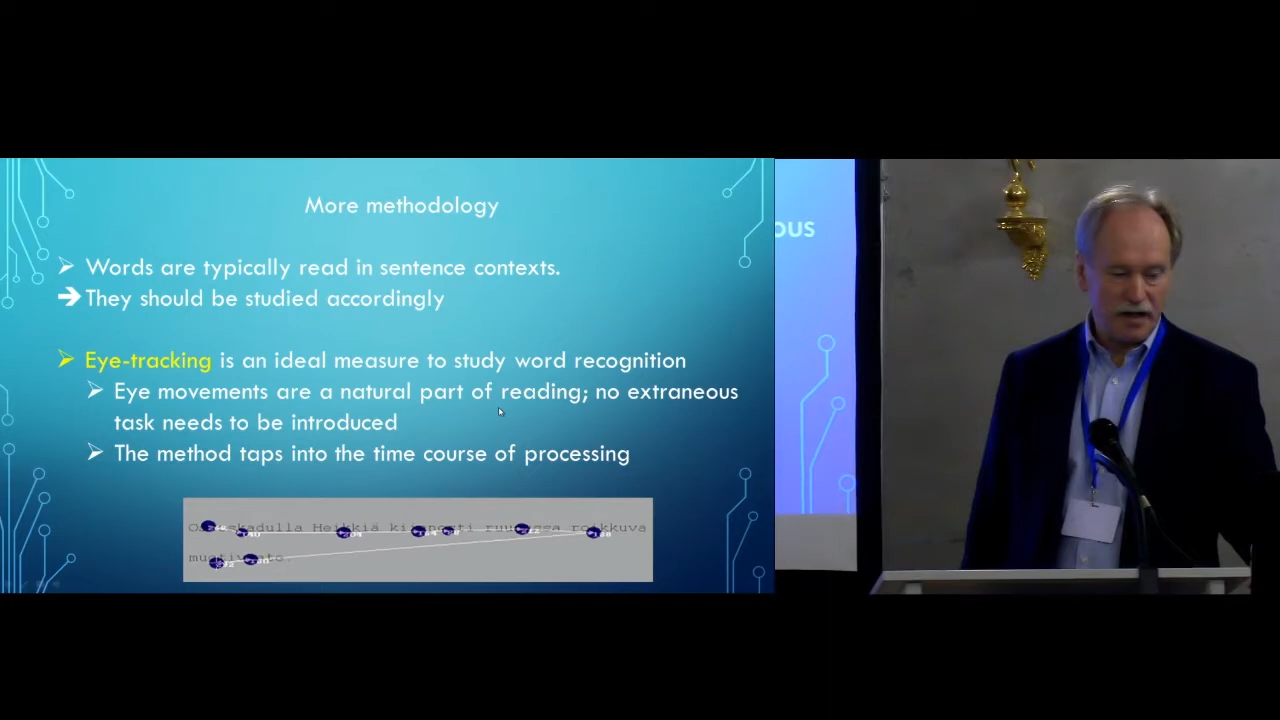 More methodology
Words are typically read in sentence contexts.
They should be studied accordingly
Eye-tracking is an ideal measure to study word recognition
Eye movements are a natural part of reading; no extraneous
task needs to be introduced
The method taps into the time course of processing
Heikkiä roikkuva
ous